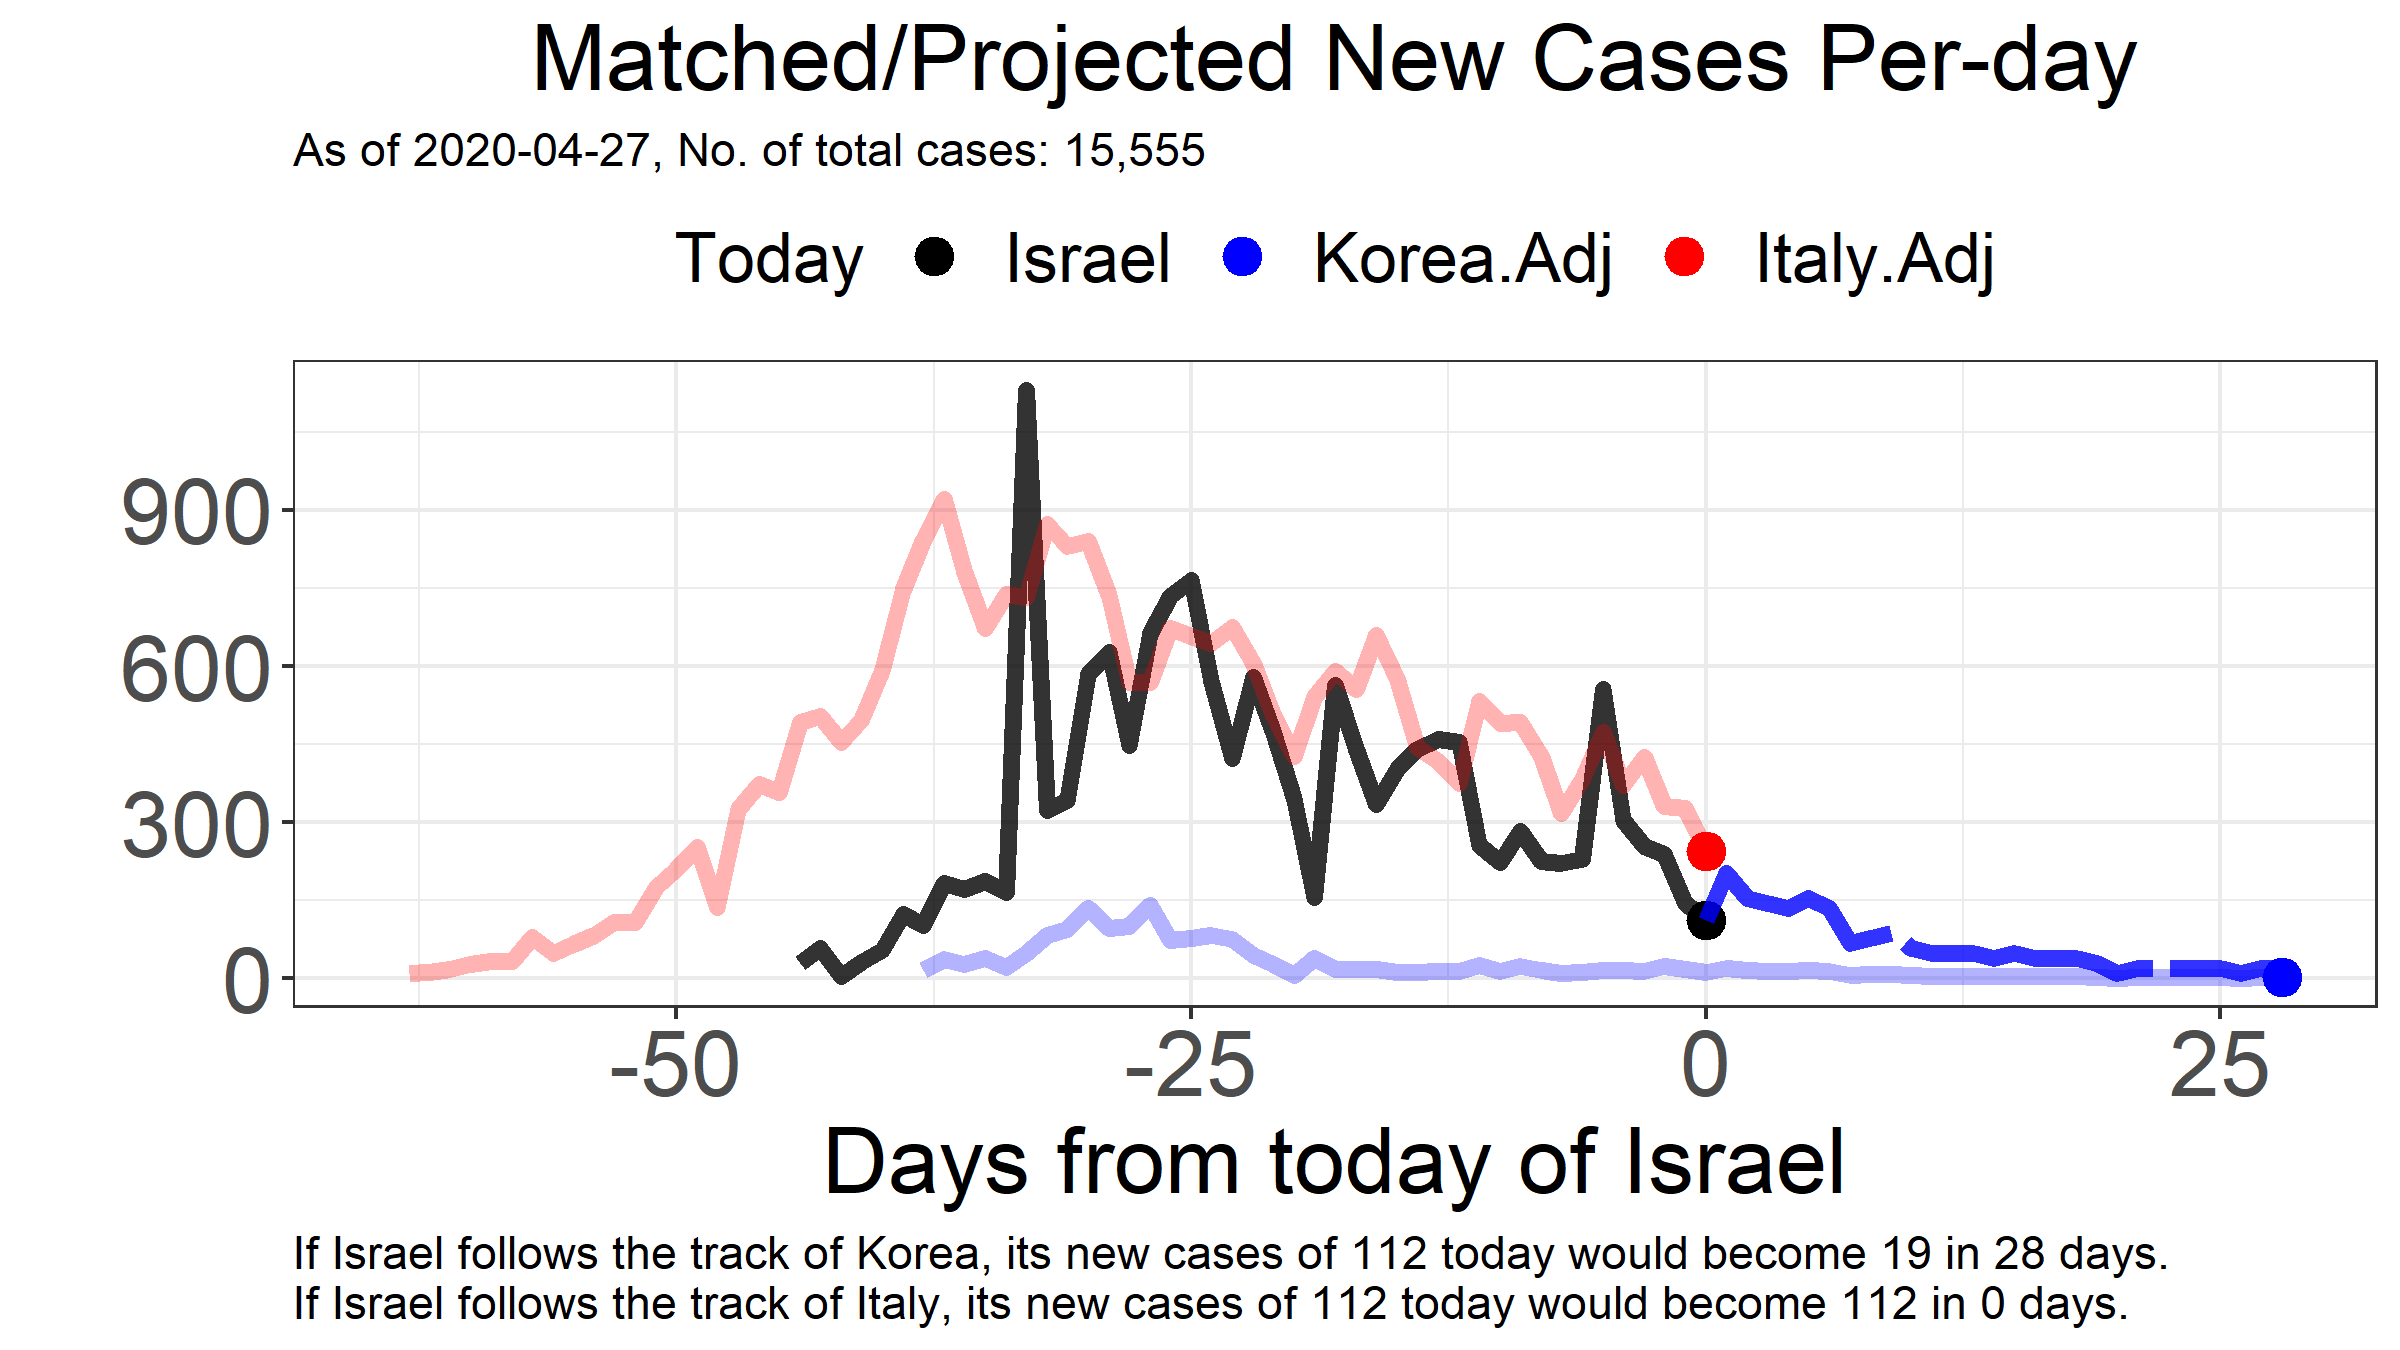 Matched/Projected New Cases Per-day
As of 2020-04-27, No. of total cases: 15,555
Today Israel Korea.Adj Italy.Adj
900
600
300
0
-50 -25 0 25
Days from today of Israel
If Israel follows the track of Korea, its new cases of 112 today would become 19 in 28 days.
If Israel follows the track of Italy, its new cases of 112 today would become 112 in 0 days.